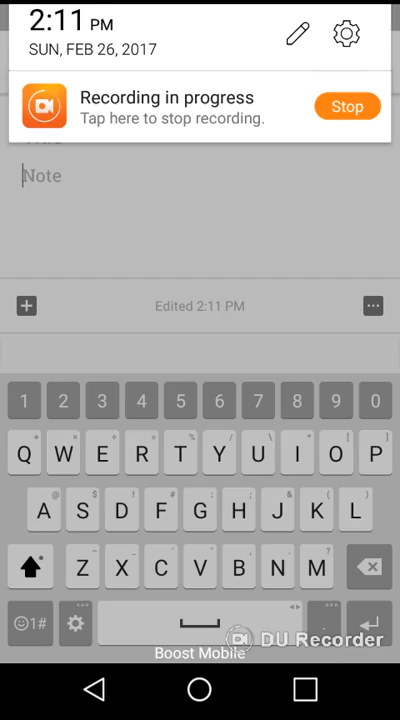 2:11 PM
SUN, FEB 26, 2017
Recording in progress
Tap here to stop recording.
Stop
Note
Edited 2:11 PM
1 2 3 4 5 6 7 8 9 0
Q W E R T Y U I O P
A S D F G H J K L
Z X C V B N M
1#
DU Recorder
Boost Mobile